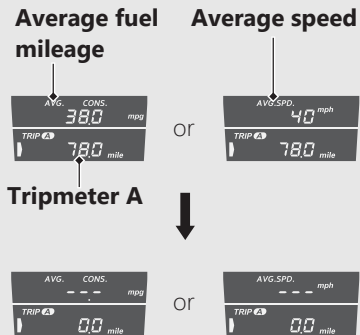 Average fuel mileage
Average speed
AVG. CONS.
38.0 mpg
TRIP A
78.0 mile
or
AVG.SPD.
40 mph
TRIP A
78.0 mile
Tripmeter A
AVG. CONS.
--.- mpg
TRIP A
0.0 mile
or
AVG.SPD.
--- mph
TRIP A
0.0 mile